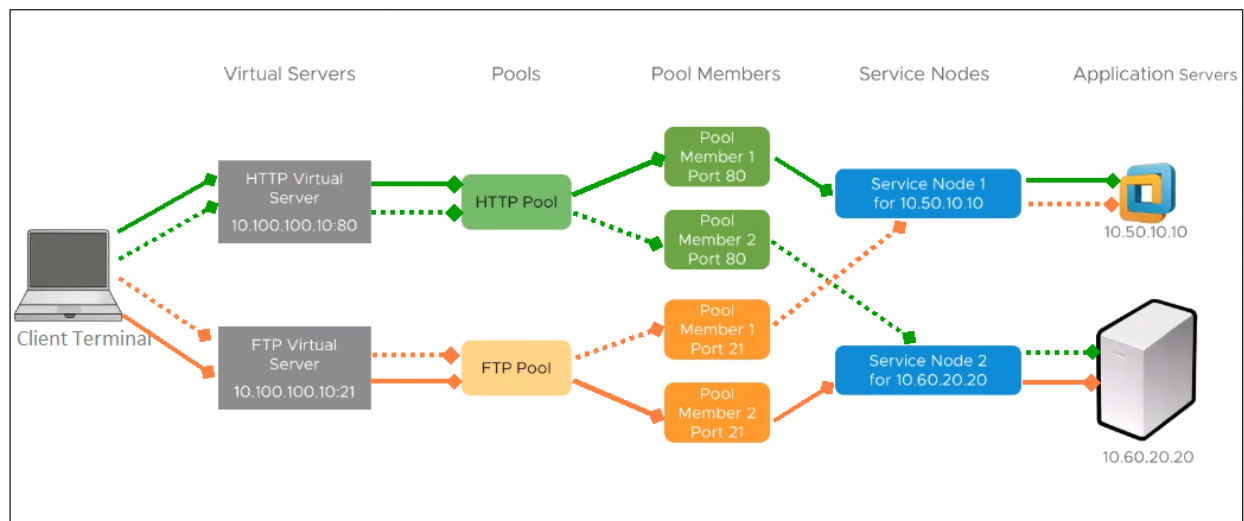 Virtual Servers
Pools
Pool Members
Service Nodes
Application Servers
HTTP Virtual
Server
10.100.100.10:80
HTTP Pool
Pool
Member 1
Port 80
Pool
Member 2
Port 80
Service Node 1
for 10.50.10.10
10.50.10.10
Client Terminal
FTP Virtual
Server
10.100.100.10:21
FTP Pool
Pool
Member 1
Port 21
Pool
Member 2
Port 21
Service Node 2
for 10.60.20.20
10.60.20.20